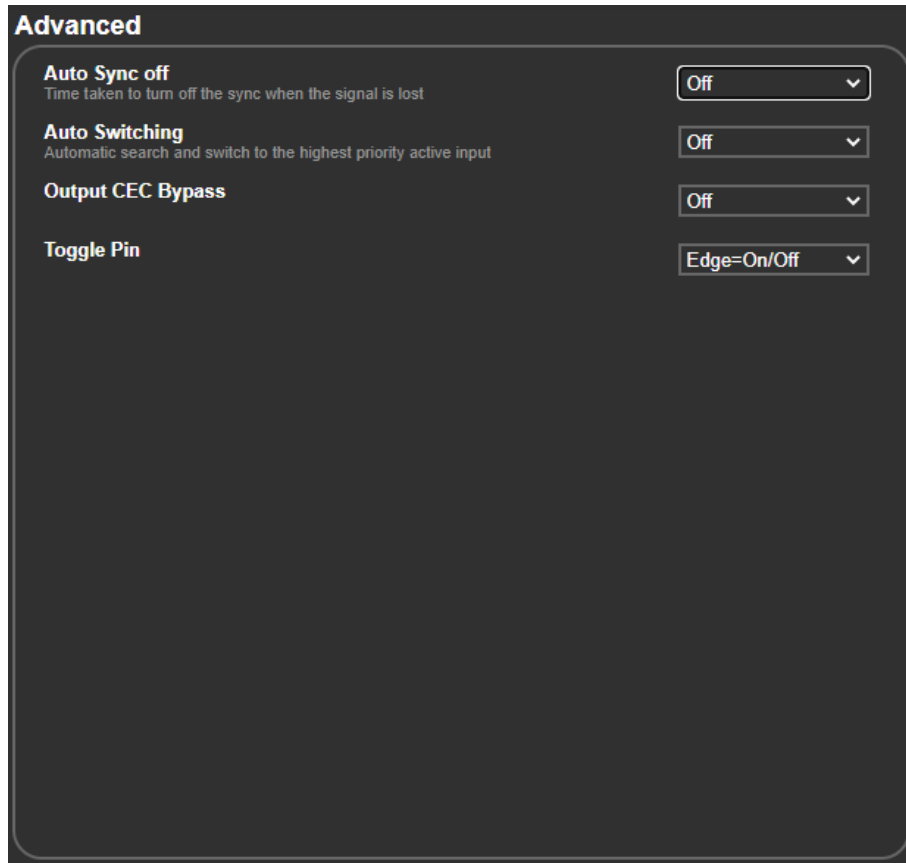 Advanced
Auto Sync off
Time taken to turn off the sync when the signal is lost
Off
Auto Switching
Automatic search and switch to the highest priority active input
Off
Output CEC Bypass
Off
Toggle Pin
Edge=On/Off